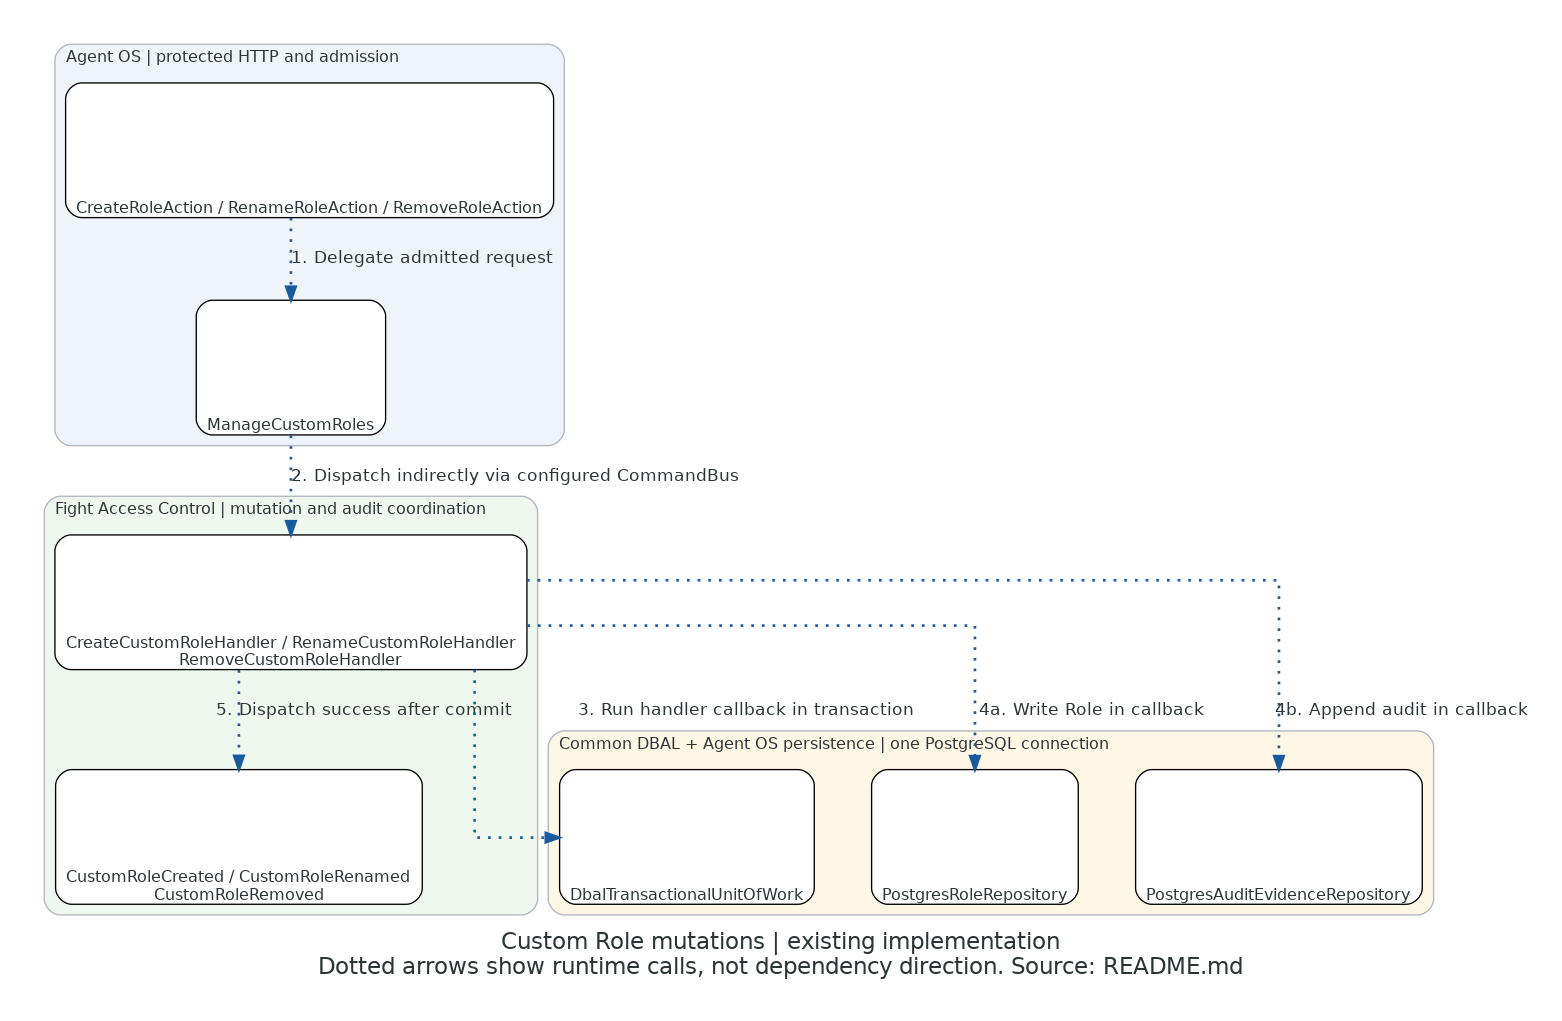 Agent OS | protected HTTP and admission
CreateRoleAction / RenameRoleAction / RemoveRoleAction
1. Delegate admitted request
ManageCustomRoles
2. Dispatch indirectly via configured CommandBus
Fight Access Control | mutation and audit coordination
CreateCustomRoleHandler / RenameCustomRoleHandler
RemoveCustomRoleHandler
5. Dispatch success after commit
3. Run handler callback in transaction
4a. Write Role in callback
4b. Append audit in callback
Common DBAL + Agent OS persistence | one PostgreSQL connection
CustomRoleCreated / CustomRoleRenamed
CustomRoleRemoved
DbalTransactionalUnitOfWork
PostgresRoleRepository
PostgresAuditEvidenceRepository
Custom Role mutations | existing implementation
Dotted arrows show runtime calls, not dependency direction. Source: README.md